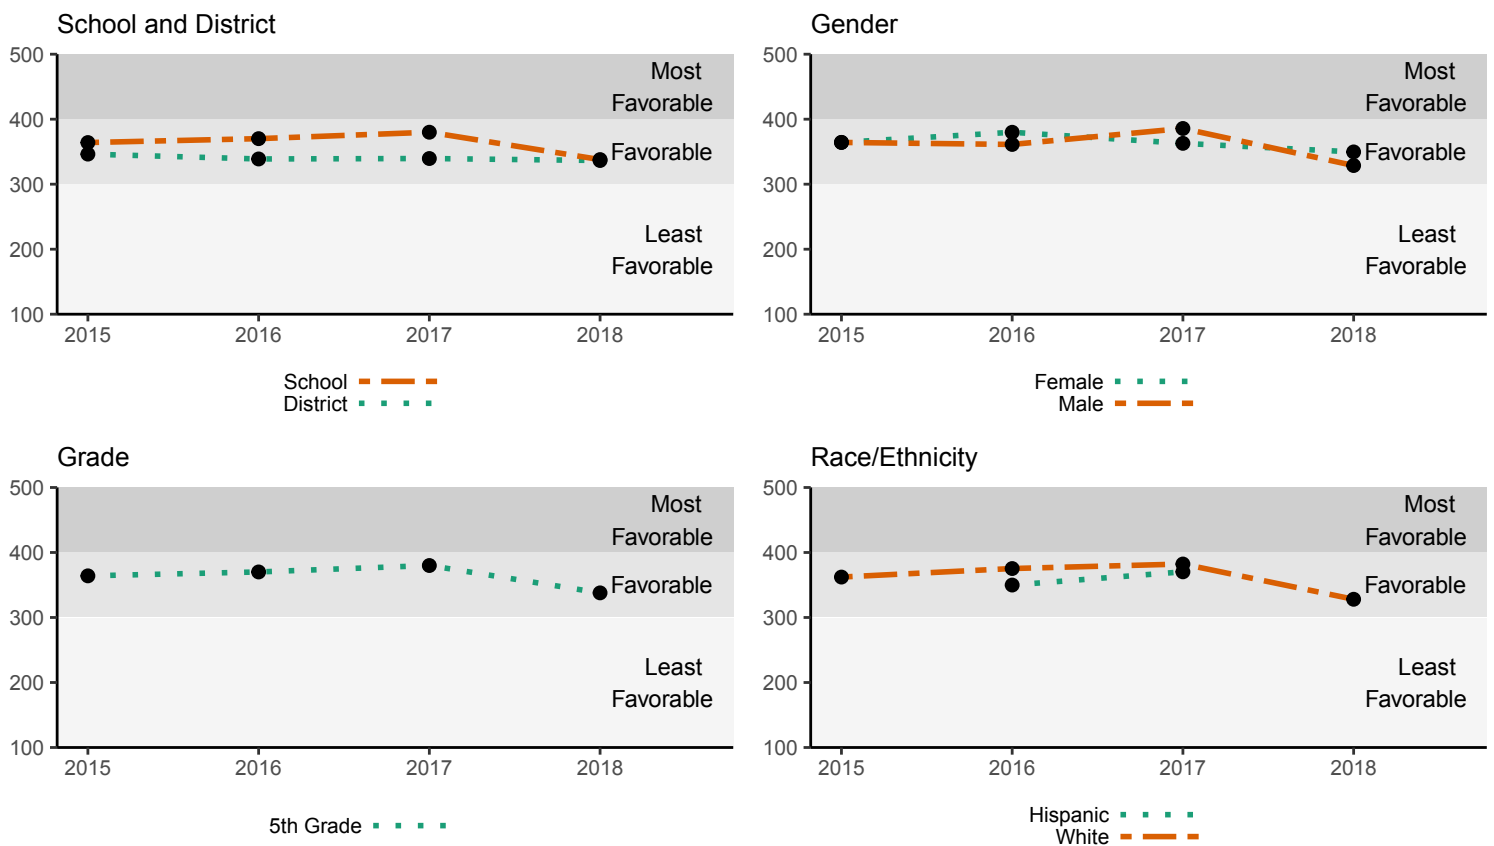 School and District
500
400
300
200
100
Most
Favorable
Favorable
Least
Favorable
2015 2016 2017 2018
School
District
Gender
500
400
300
200
100
Most
Favorable
Favorable
Least
Favorable
2015 2016 2017 2018
Female
Male
Grade
500
400
300
200
100
Most
Favorable
Favorable
Least
Favorable
2015 2016 2017 2018
5th Grade
Race/Ethnicity
500
400
300
200
100
Most
Favorable
Favorable
Least
Favorable
2015 2016 2017 2018
Hispanic
White